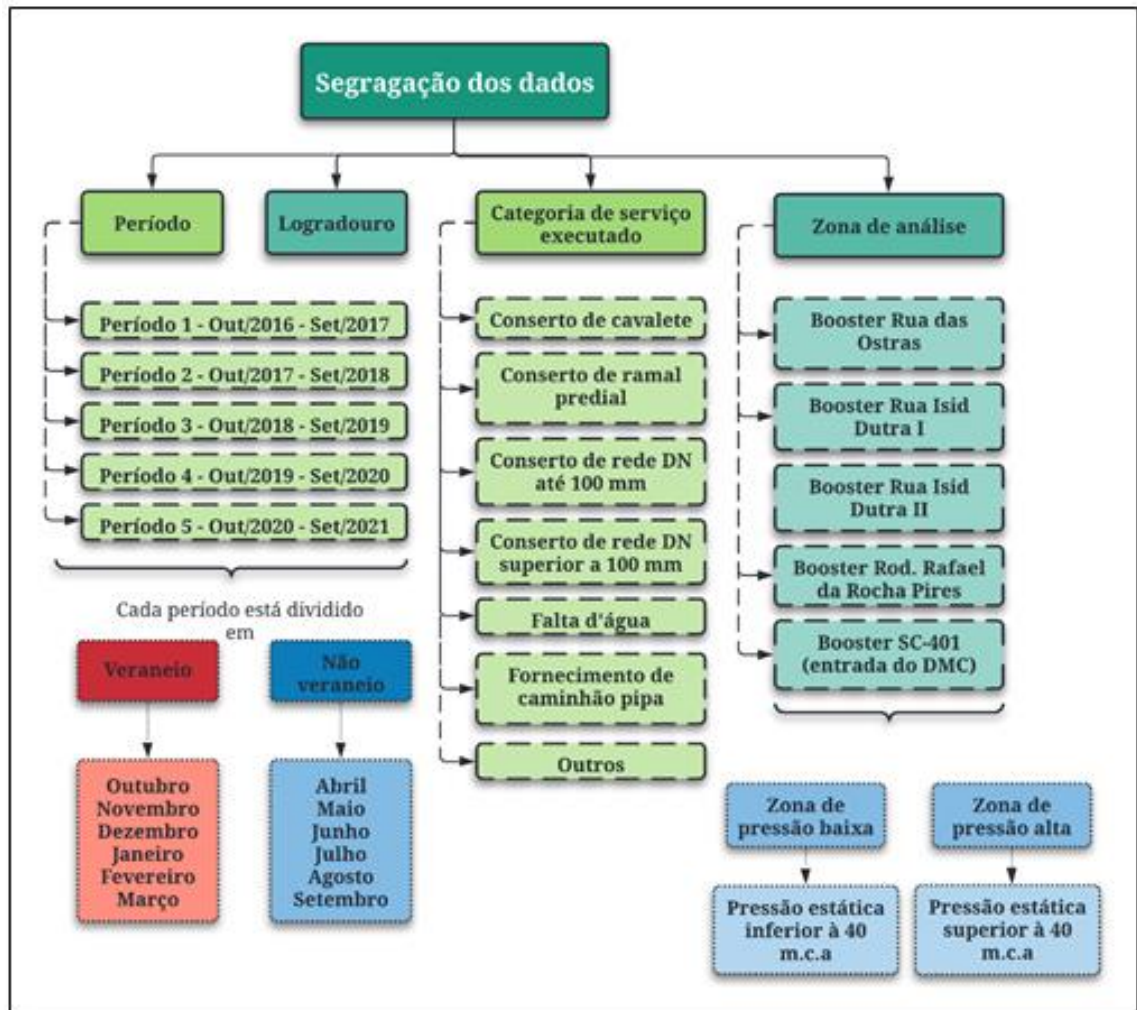 Segragação dos dados
Período
Logradouro
Categoria de serviço
executado
Zona de análise
Período 1 - Out/2016 - Set/2017
Período 2 - Out/2017 - Set/2018
Período 3 - Out/2018 - Set/2019
Período 4 - Out/2019 - Set/2020
Período 5 - Out/2020 - Set/2021
Cada período está dividido
em
Veraneio
Não
veraneio
Outubro
Novembro
Dezembro
Janeiro
Fevereiro
Março
Abril
Maio
Junho
Julho
Agosto
Setembro
Conserto de cavalete
Conserto de ramal
predial
Conserto de rede DN
até 100 mm
Conserto de rede DN
superior a 100 mm
Falta d'água
Fornecimento de
caminhão pipa
Outros
Booster Rua das
Ostras
Booster Rua Isid
Dutra I
Booster Rua Isid
Dutra II
Booster Rod. Rafael
da Rocha Pires
Booster SC-401
(entrada do DMC)
Zona de
pressão baixa
Zona de
pressão alta
Pressão estática
inferior à 40
m.c.a
Pressão estática
superior à 40
m.c.a